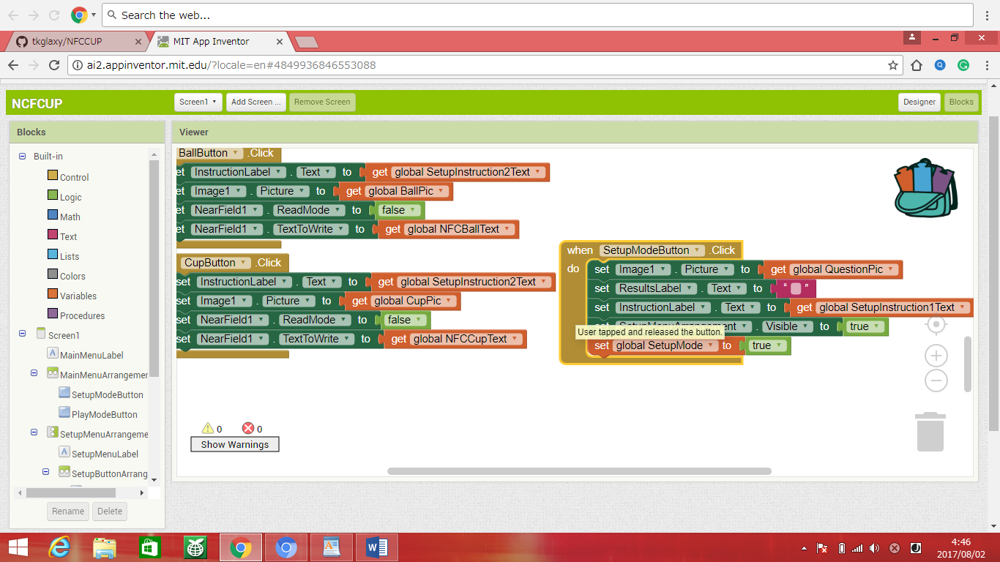 Search the web...
tkglaxy/NFCCUP
MIT App Inventor
ai2.appinventor.mit.edu/?locale=en#4849936846553088
NCFCUP
Screen1
Add Screen ...
Remove Screen
Designer
Blocks
Blocks
Built-in
Control
Logic
Math
Text
Lists
Colors
Variables
Procedures
Screen1
MainMenuLabel
MainMenuArrangemer
SetupModeButton
PlayModeButton
SetupMenuArrangeme
SetupMenuLabel
SetupButtonArrang
Rename
Delete
Viewer
BallButton .Click
et InstructionLabel . Text to get global SetupInstruction2Text
et Image1 . Picture to get global BallPic
et NearField1 . ReadMode to false
et NearField1 . TextToWrite to get global NFCBallText
CupButton .Click
set InstructionLabel . Text to get global SetupInstruction2Text
set Image1 . Picture to get global CupPic
set NearField1 . ReadMode to false
set NearField1 . TextToWrite to get global NFCCupText
when SetupModeButton .Click
do set Image1 . Picture to get global QuestionPic
set ResultsLabel . Text to “ ”
set InstructionLabel . Text to get global SetupInstruction1Text
. Visible to true
User tapped and released the button.
set global SetupMode to true
0
0
Show Warnings
4:46
2017/08/02